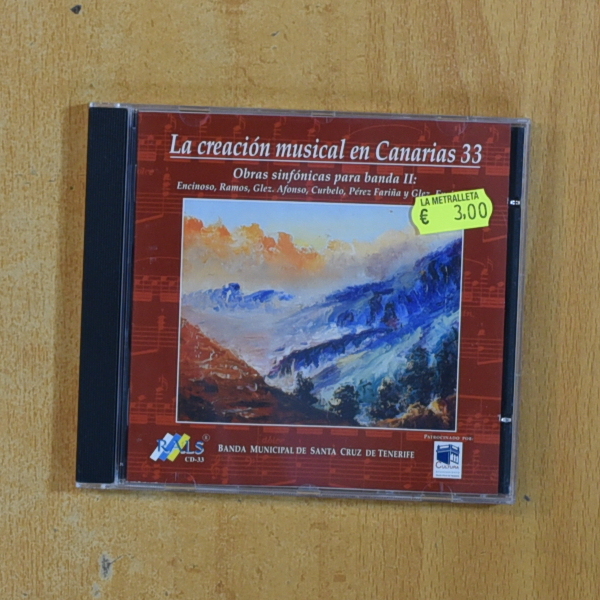 La creación musical en Canarias 33
Obras sinfónicas para banda II:
Encinoso, Ramos, Glez. Afonso, Curbelo, Pérez Fariña y Glez.
LA METRALLETA
€ 3,00
PATROCINADO POR:
RALS
CD-33
BANDA MUNICIPAL DE SANTA CRUZ DE TENERIFE